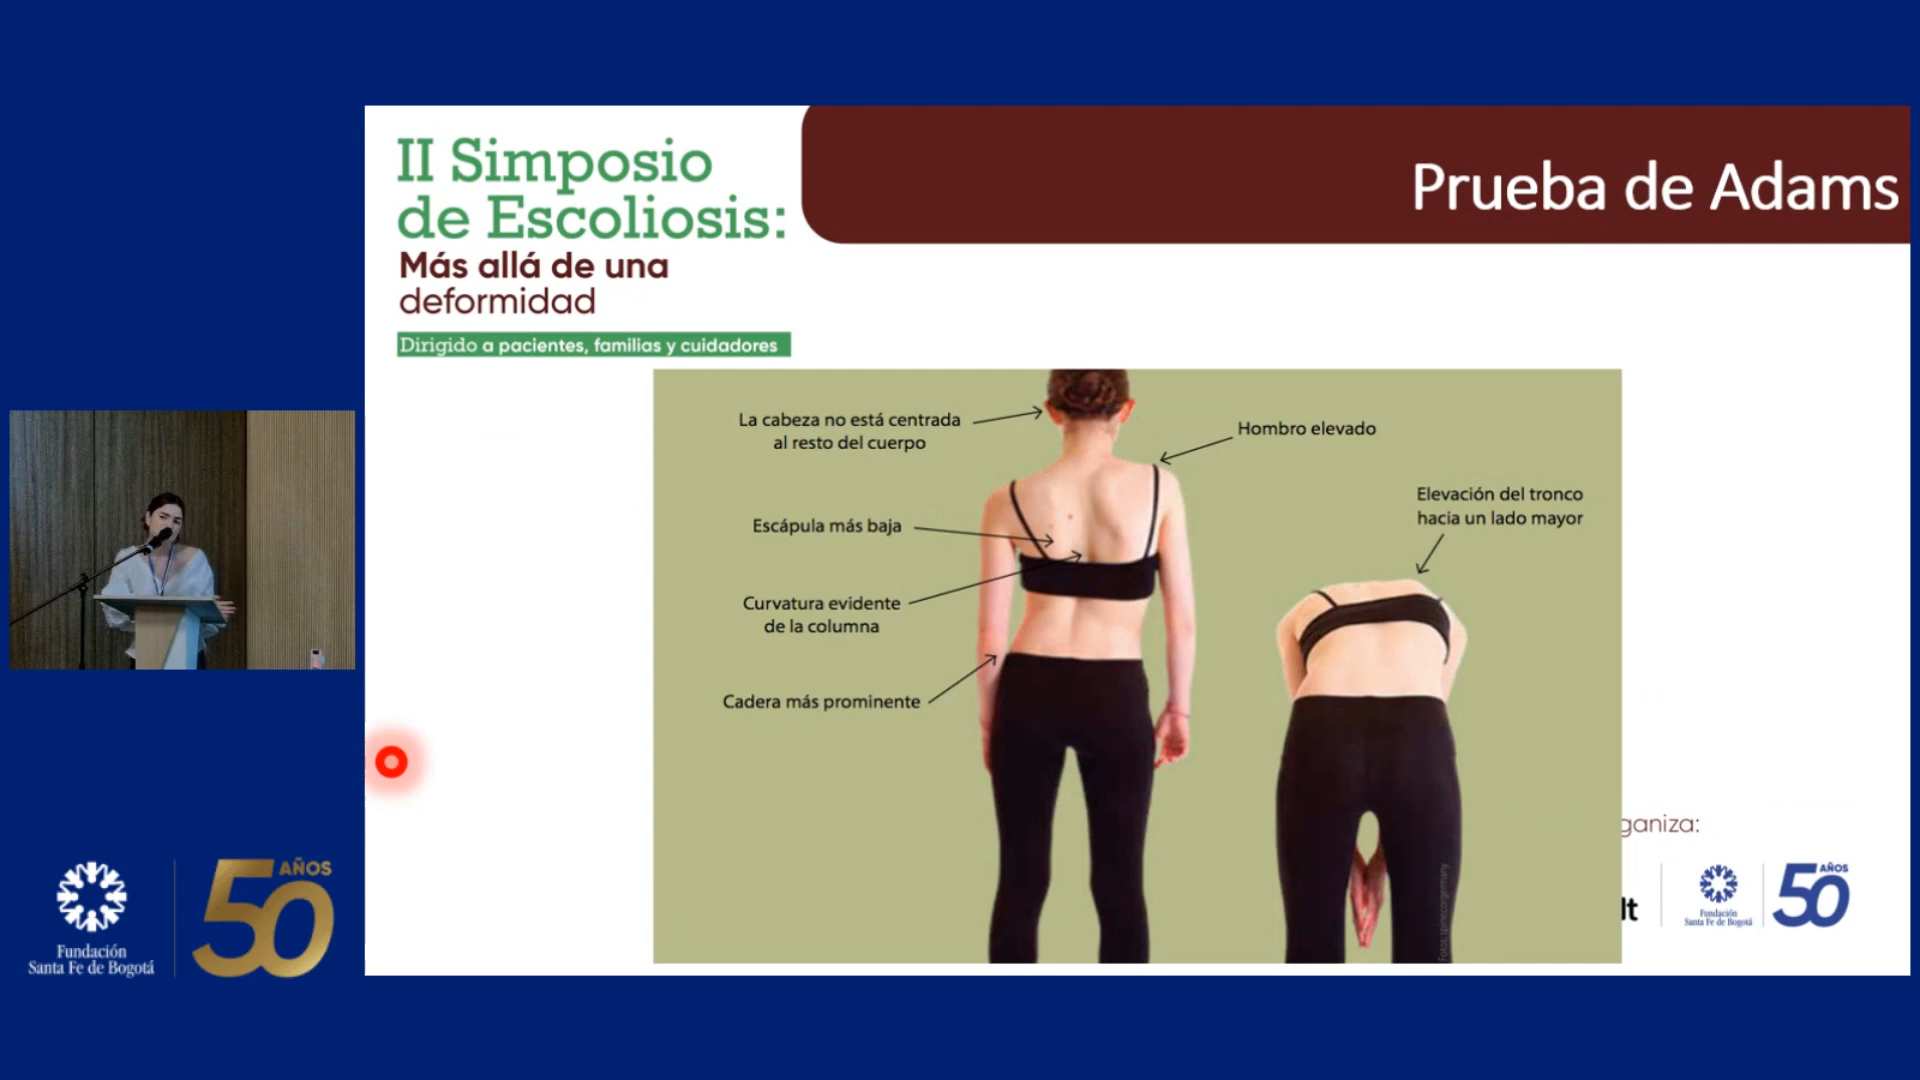 II Simposio
de Escoliosis:
Más allá de una
deformidad
Dirigido a pacientes, familias y cuidadores
Prueba de Adams
La cabeza no está centrada
al resto del cuerpo
Hombro elevado
Elevación del tronco
hacia un lado mayor
Escápula más baja
Curvatura evidente
de la columna
Cadera más prominente
Fotos: spinecorgermany
ganiza:
lt
Fundación
Santa Fe de Bogotá
50 AÑOS
Fundación
Santa Fe de Bogotá
50 AÑOS